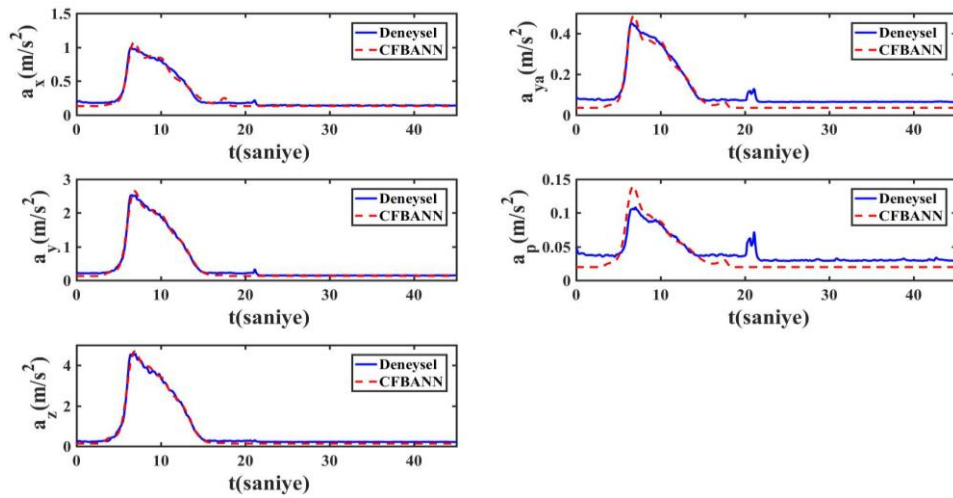 1.5
1
0.5
0
a_x(m/s^2)
Deneysel
CFBANN
0 10 20 30 40
t(saniye)
0.4
0.2
0
a_ya(m/s^2)
Deneysel
CFBANN
0 10 20 30 40
t(saniye)
3
2
1
0
a_y(m/s^2)
Deneysel
CFBANN
0 10 20 30 40
t(saniye)
0.15
0.1
0.05
0
a_p(m/s^2)
Deneysel
CFBANN
0 10 20 30 40
t(saniye)
4
2
0
a_z(m/s^2)
Deneysel
CFBANN
0 10 20 30 40
t(saniye)